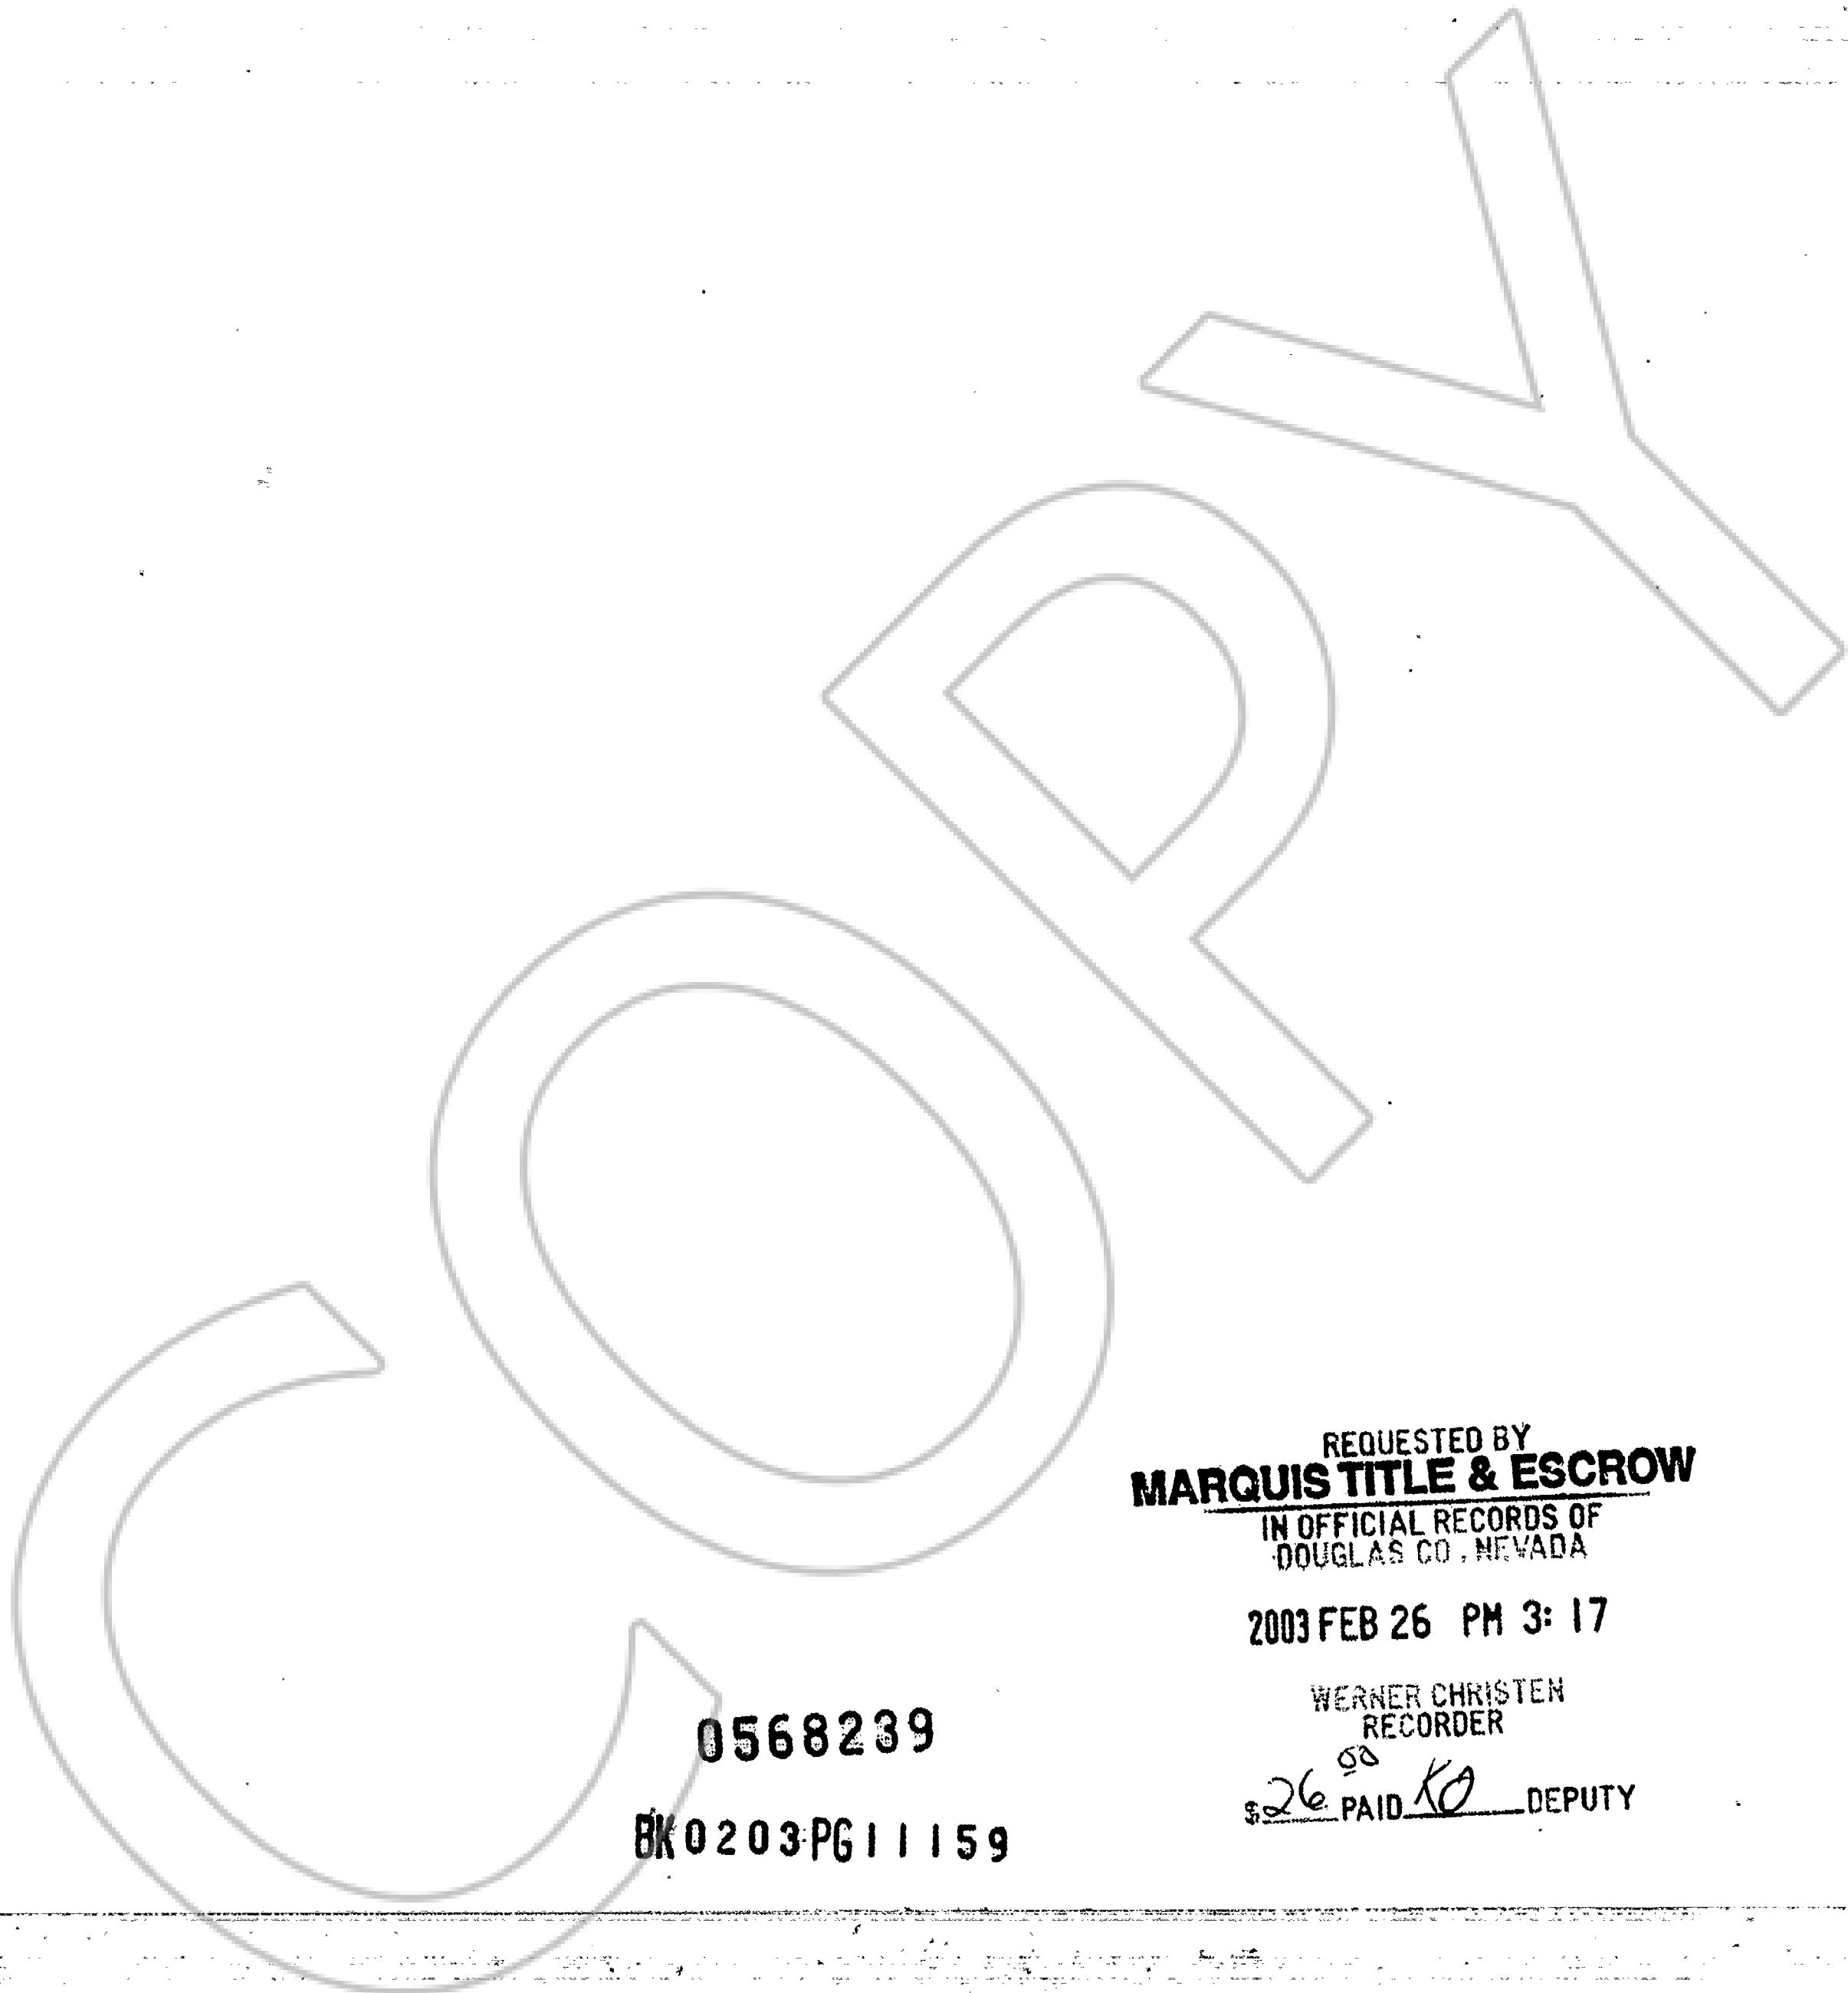 COPY
REQUESTED BY
MARQUIS TITLE & ESCROW
IN OFFICIAL RECORDS OF
DOUGLAS CO., NEVADA
2003 FEB 26 PM 3: 17
WERNER CHRISTEN
RECORDER
$26 00 PAID KO DEPUTY
0568239
BK0203PG11159